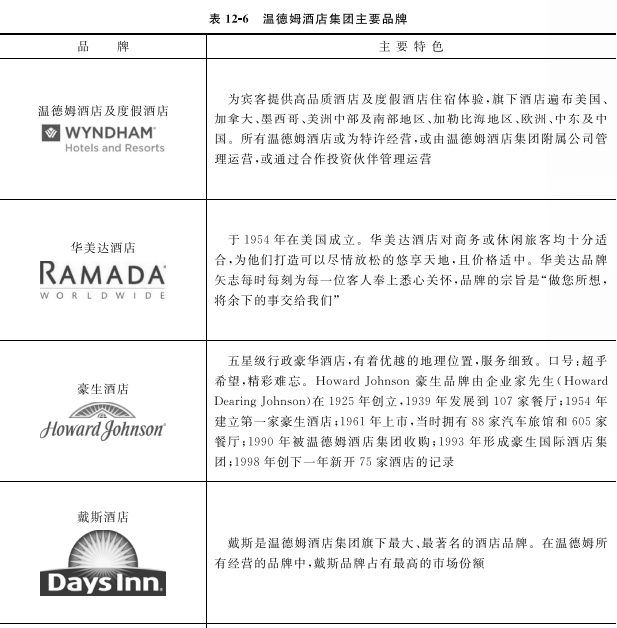 表 12-6 温德姆酒店集团主要品牌
品 牌
主要特色
温德姆酒店及度假酒店
WYNDHAM
Hotels and Resorts
为宾客提供高品质酒店及度假酒店住宿体验,旗下酒店遍布美国、
加拿大、墨西哥、美洲中部及南部地区、加勒比海地区、欧洲、中东及中
国。所有温德姆酒店或为特许经营,或由温德姆酒店集团附属公司管
理运营,或通过合作投资伙伴管理运营
华美达酒店
RAMADA
WORLDWIDE
于 1954 年在美国成立。华美达酒店对商务或休闲旅客均十分适
合,为他们打造可以尽情放松的悠享天地,且价格适中。华美达品牌
矢志每时每刻为每一位客人奉上悉心关怀,品牌的宗旨是“做您所想,
将余下的事交给我们”
豪生酒店
Howard Johnson
五星级行政豪华酒店,有着优越的地理位置,服务细致。口号:超乎
希望,精彩难忘。Howard Johnson 豪生品牌由企业家先生(Howard
Dearing Johnson)在 1925 年创立,1939 年发展到 107 家餐厅;1954 年
建立第一家豪生酒店;1961 年上市,当时拥有 88 家汽车旅馆和 605 家
餐厅;1990 年被温德姆酒店集团收购;1993 年形成豪生国际酒店集
团;1998 年创下一年新开 75 家酒店的记录
戴斯酒店
Days Inn
戴斯是温德姆酒店集团旗下最大、最著名的酒店品牌。在温德姆所
有经营的品牌中,戴斯品牌占有最高的市场份额